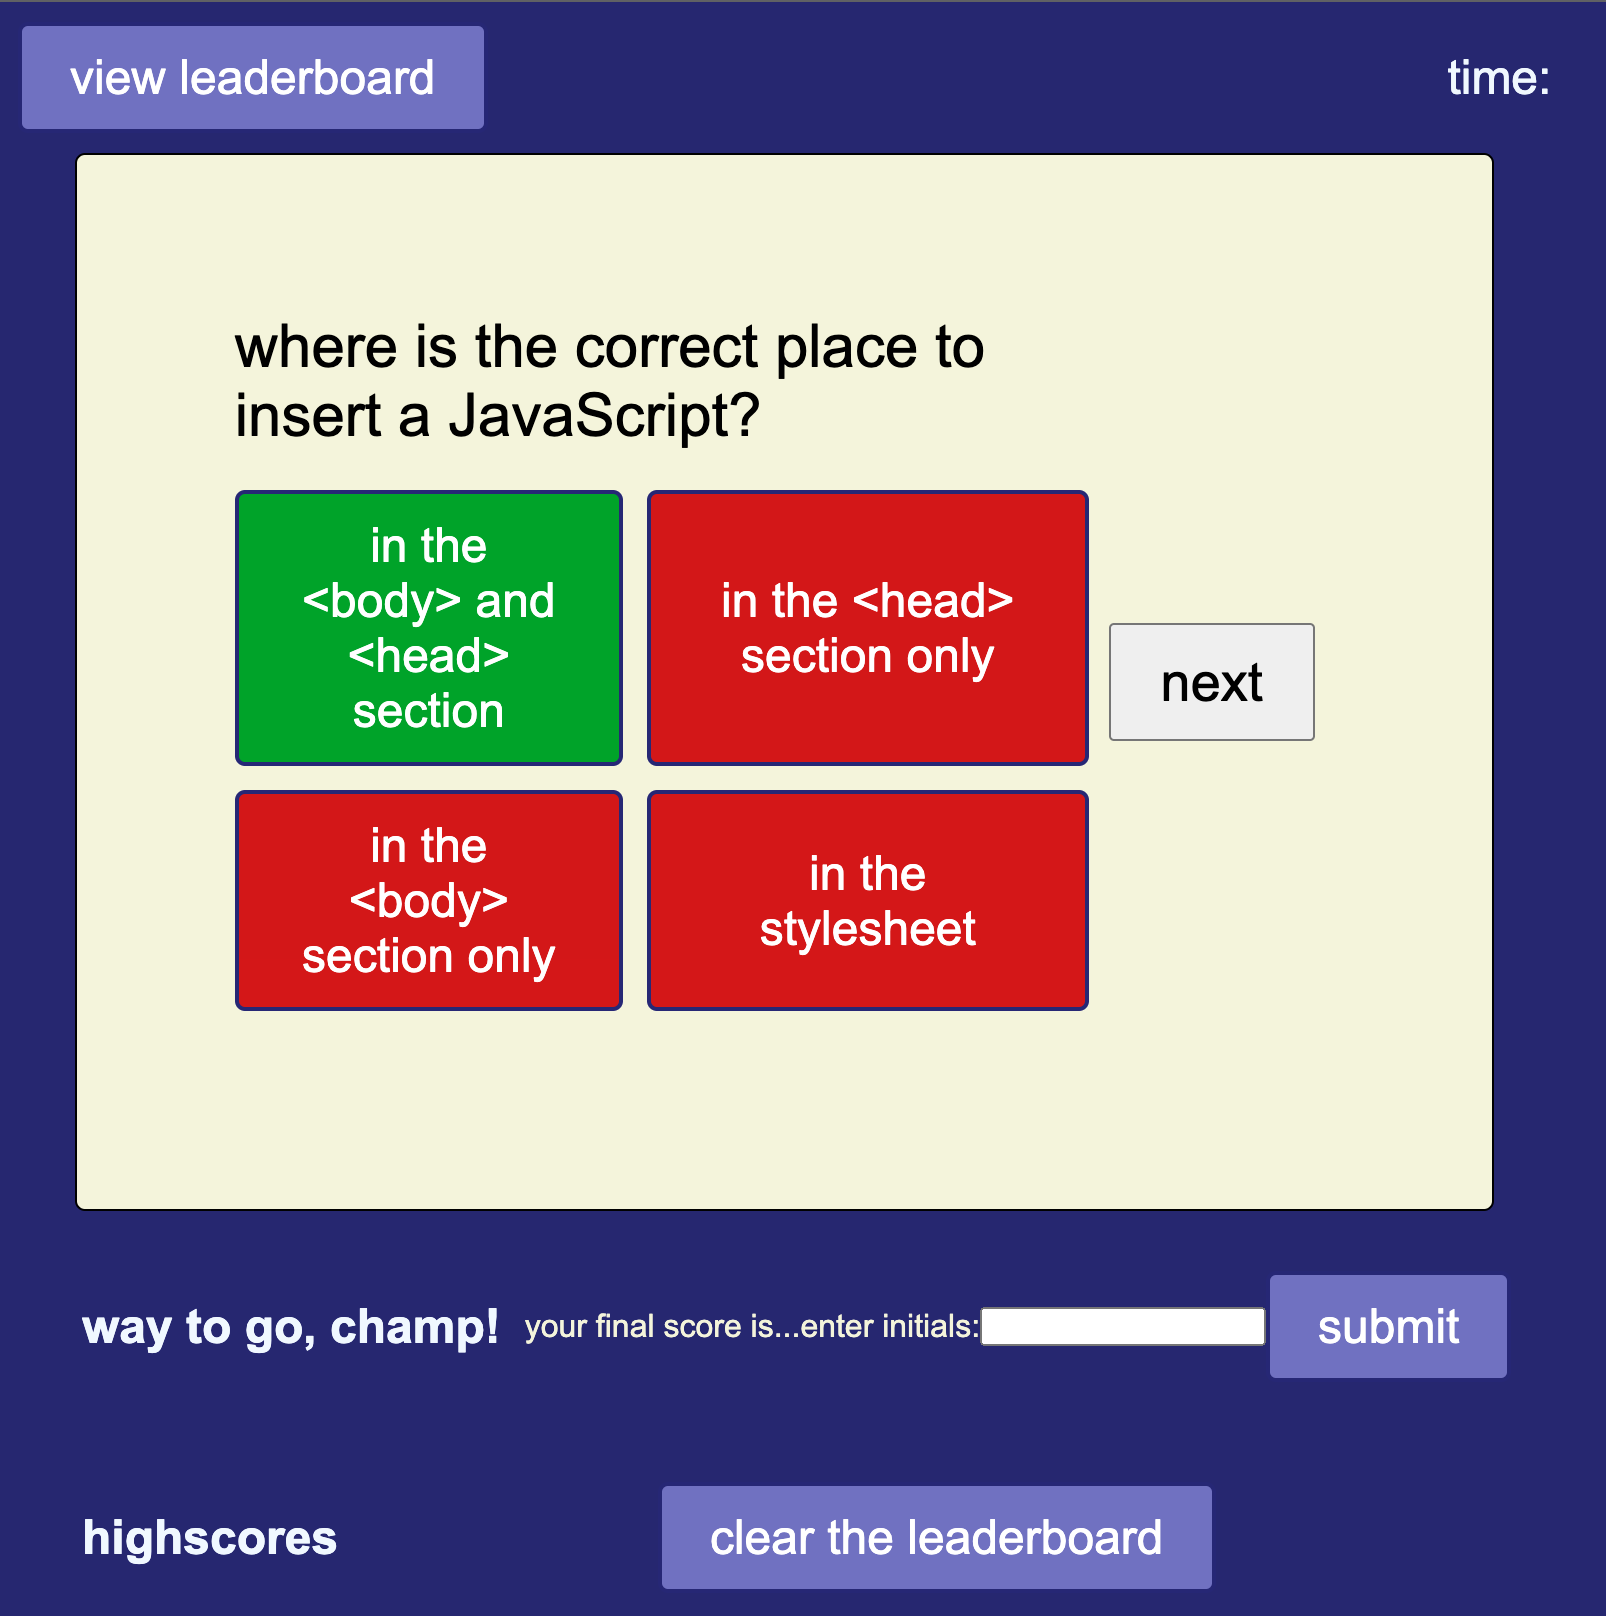 view leaderboard
time:
where is the correct place to
insert a JavaScript?
in the
<body> and
<head>
section
in the <head>
section only
next
in the
<body>
section only
in the
stylesheet
way to go, champ!
your final score is...enter initials:
submit
highscores
clear the leaderboard